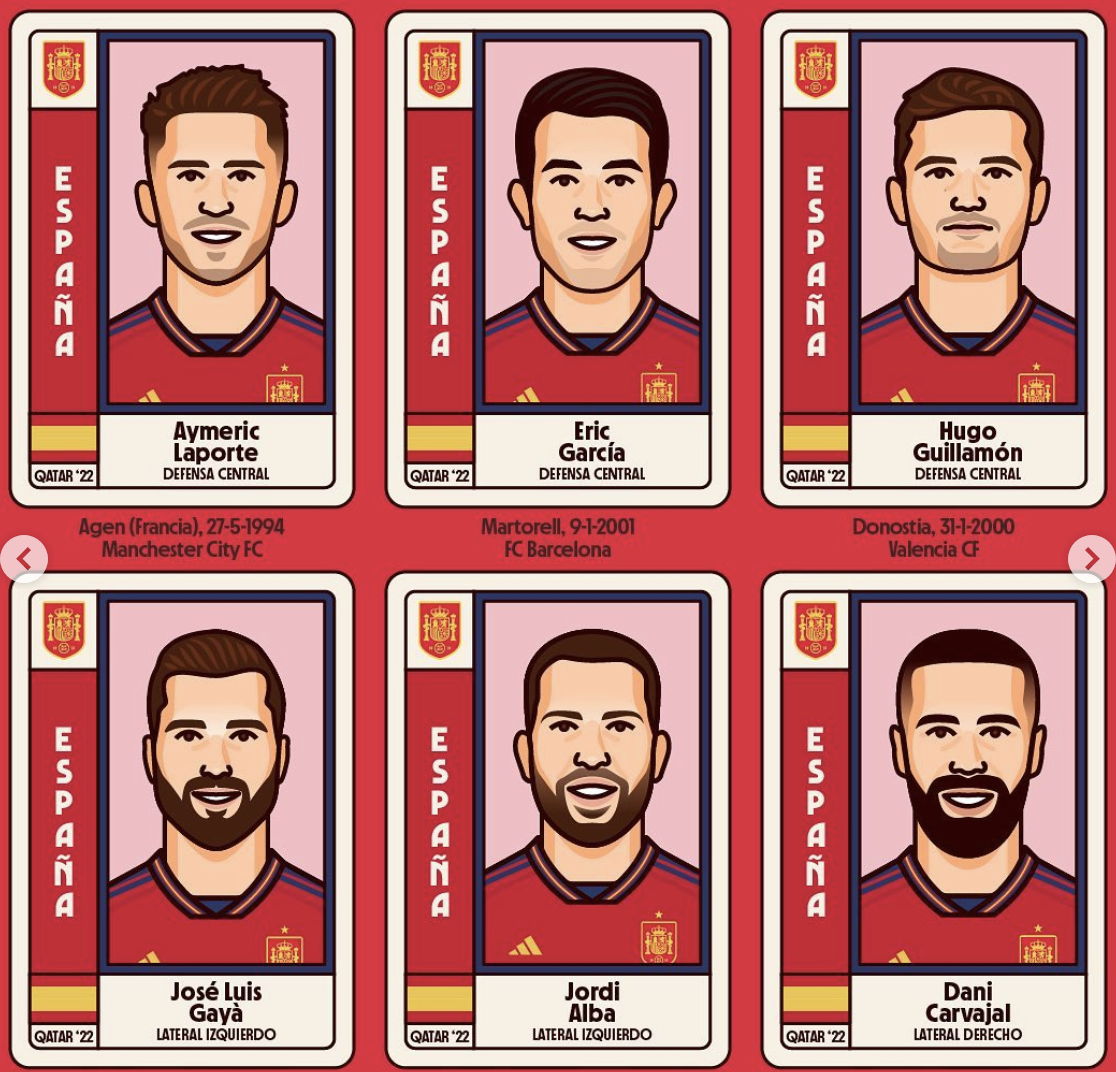 ESPAÑA
Aymeric
Laporte
DEFENSA CENTRAL
QATAR ‘22
Agen (Francia), 27-5-1994
Manchester City FC
ESPAÑA
Eric
García
DEFENSA CENTRAL
QATAR ‘22
Martorell, 9-1-2001
FC Barcelona
ESPAÑA
Hugo
Guillamón
DEFENSA CENTRAL
QATAR ‘22
Donostia, 31-1-2000
Valencia CF
ESPAÑA
José Luis
Gayà
LATERAL IZQUIERDO
QATAR ‘22
ESPAÑA
Jordi
Alba
LATERAL IZQUIERDO
QATAR ‘22
ESPAÑA
Dani
Carvajal
LATERAL DERECHO
QATAR ‘22